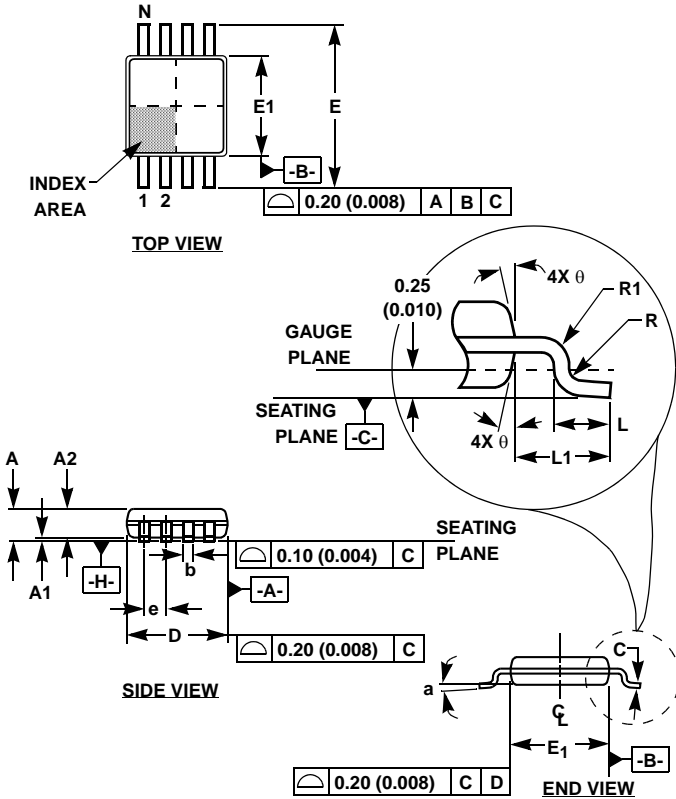 N
E1
E
-B-
INDEX
AREA
1 2
0.20 (0.008) A B C
TOP VIEW
0.25
(0.010)
4X θ
R1
R
GAUGE
PLANE
SEATING
PLANE -C-
4X θ
L
L1
A A2
SEATING
PLANE
A1
-H-
b
0.10 (0.004) C
-A-
e
D
0.20 (0.008) C
SIDE VIEW
C
a
CL
E1
-B-
0.20 (0.008) C D
END VIEW